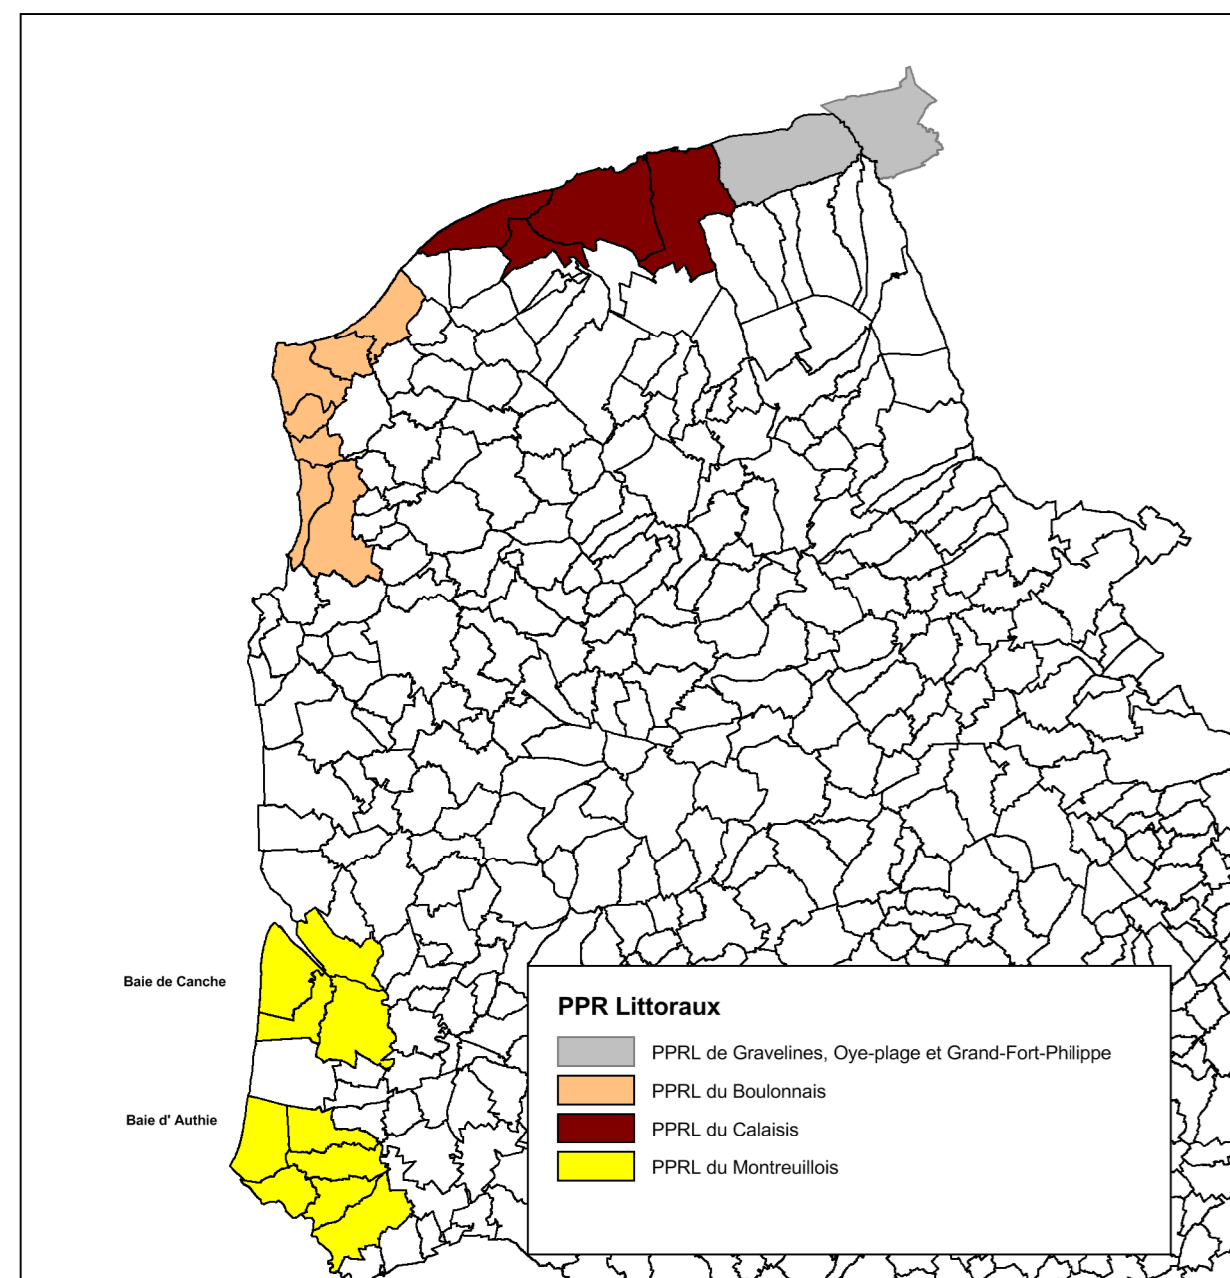 Baie de Canche
Baie d' Authie
PPR Littoraux
PPRL de Gravelines, Oye-plage et Grand-Fort-Philippe
PPRL du Boulonnais
PPRL du Calaisis
PPRL du Montreuillois